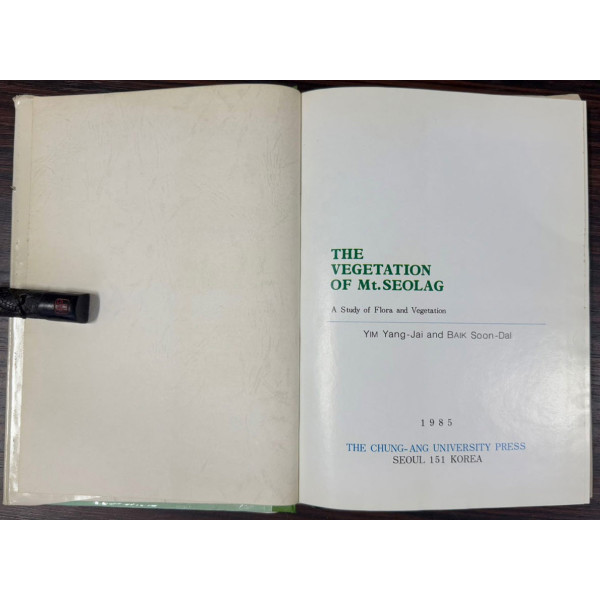 THE
VEGETATION
OF Mt.SEOLAG
A Study of Flora and Vegetation
YIM Yang-Jai and BAIK Soon-Dal
1985
THE CHUNG-ANG UNIVERSITY PRESS
SEOUL 151 KOREA